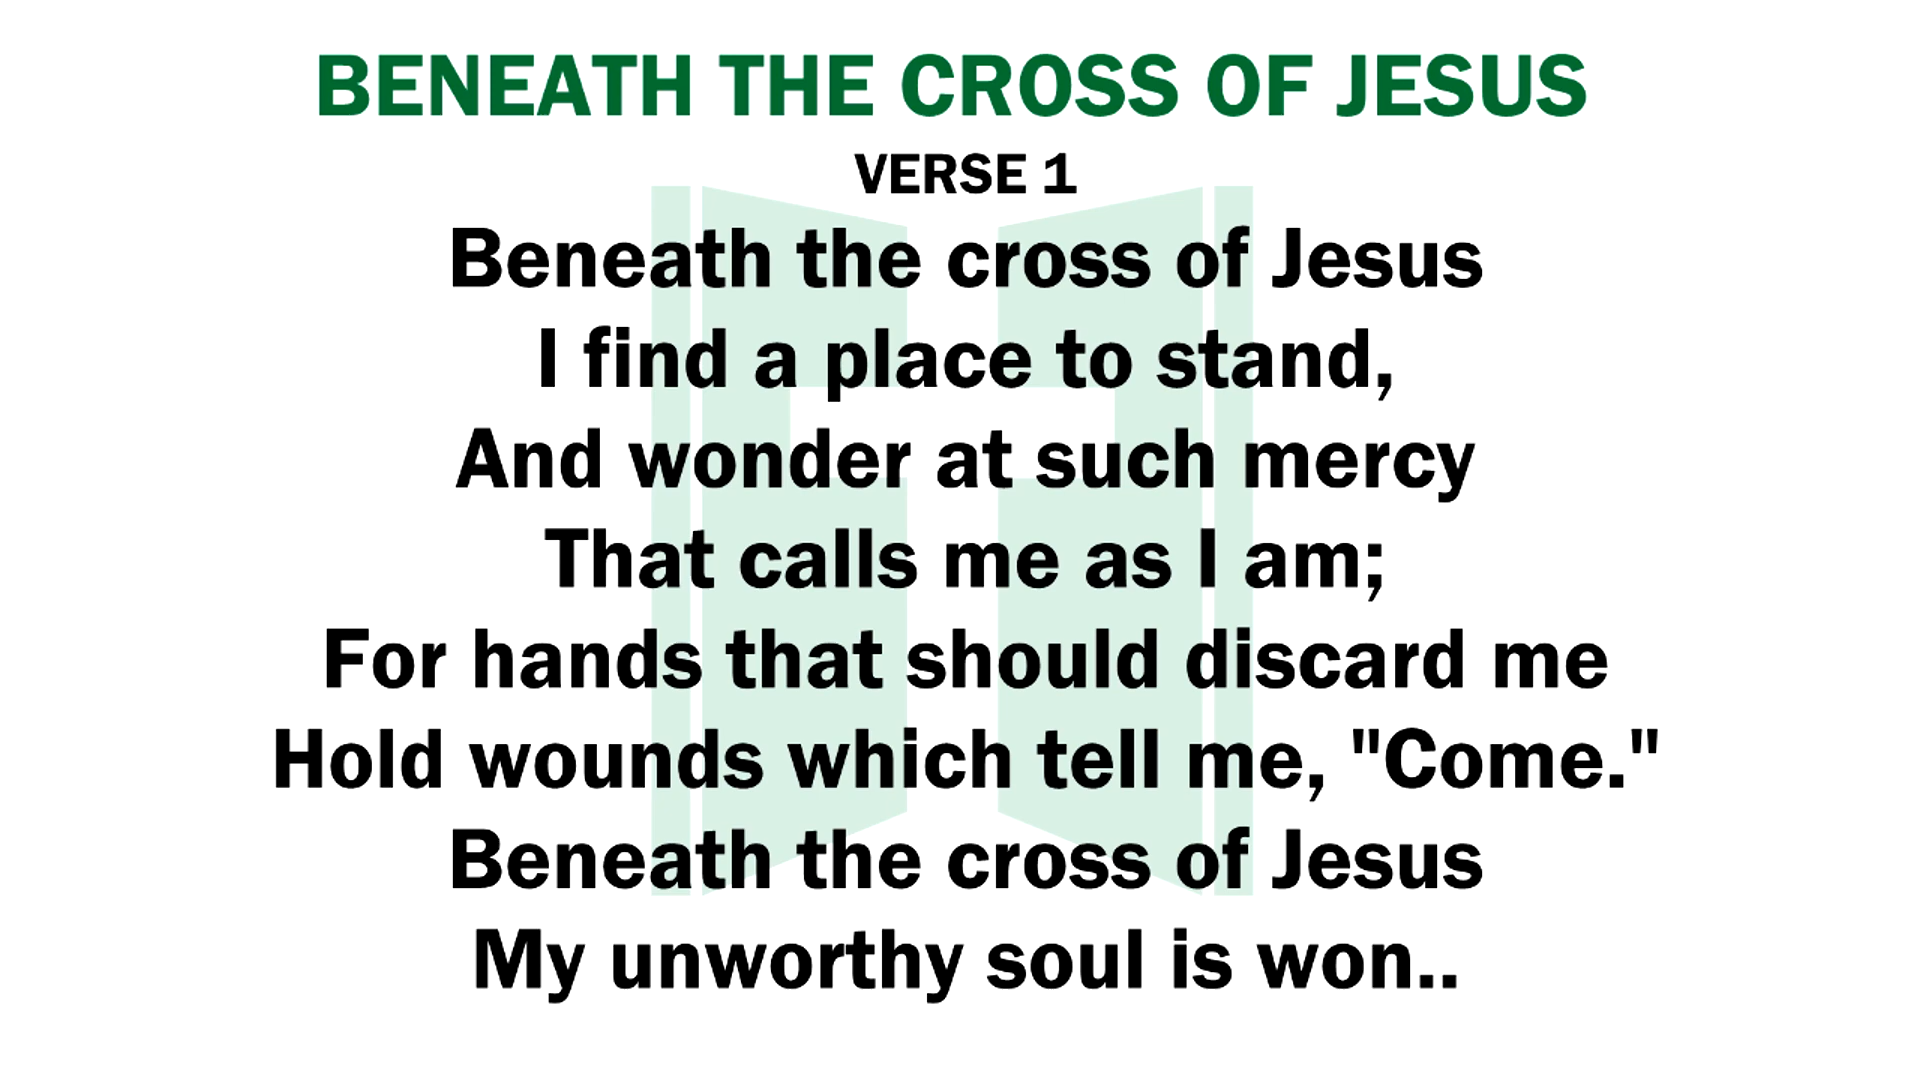 BENEATH THE CROSS OF JESUS
VERSE 1
Beneath the cross of Jesus
I find a place to stand,
And wonder at such mercy
That calls me as I am;
For hands that should discard me
Hold wounds which tell me, "Come."
Beneath the cross of Jesus
My unworthy soul is won..